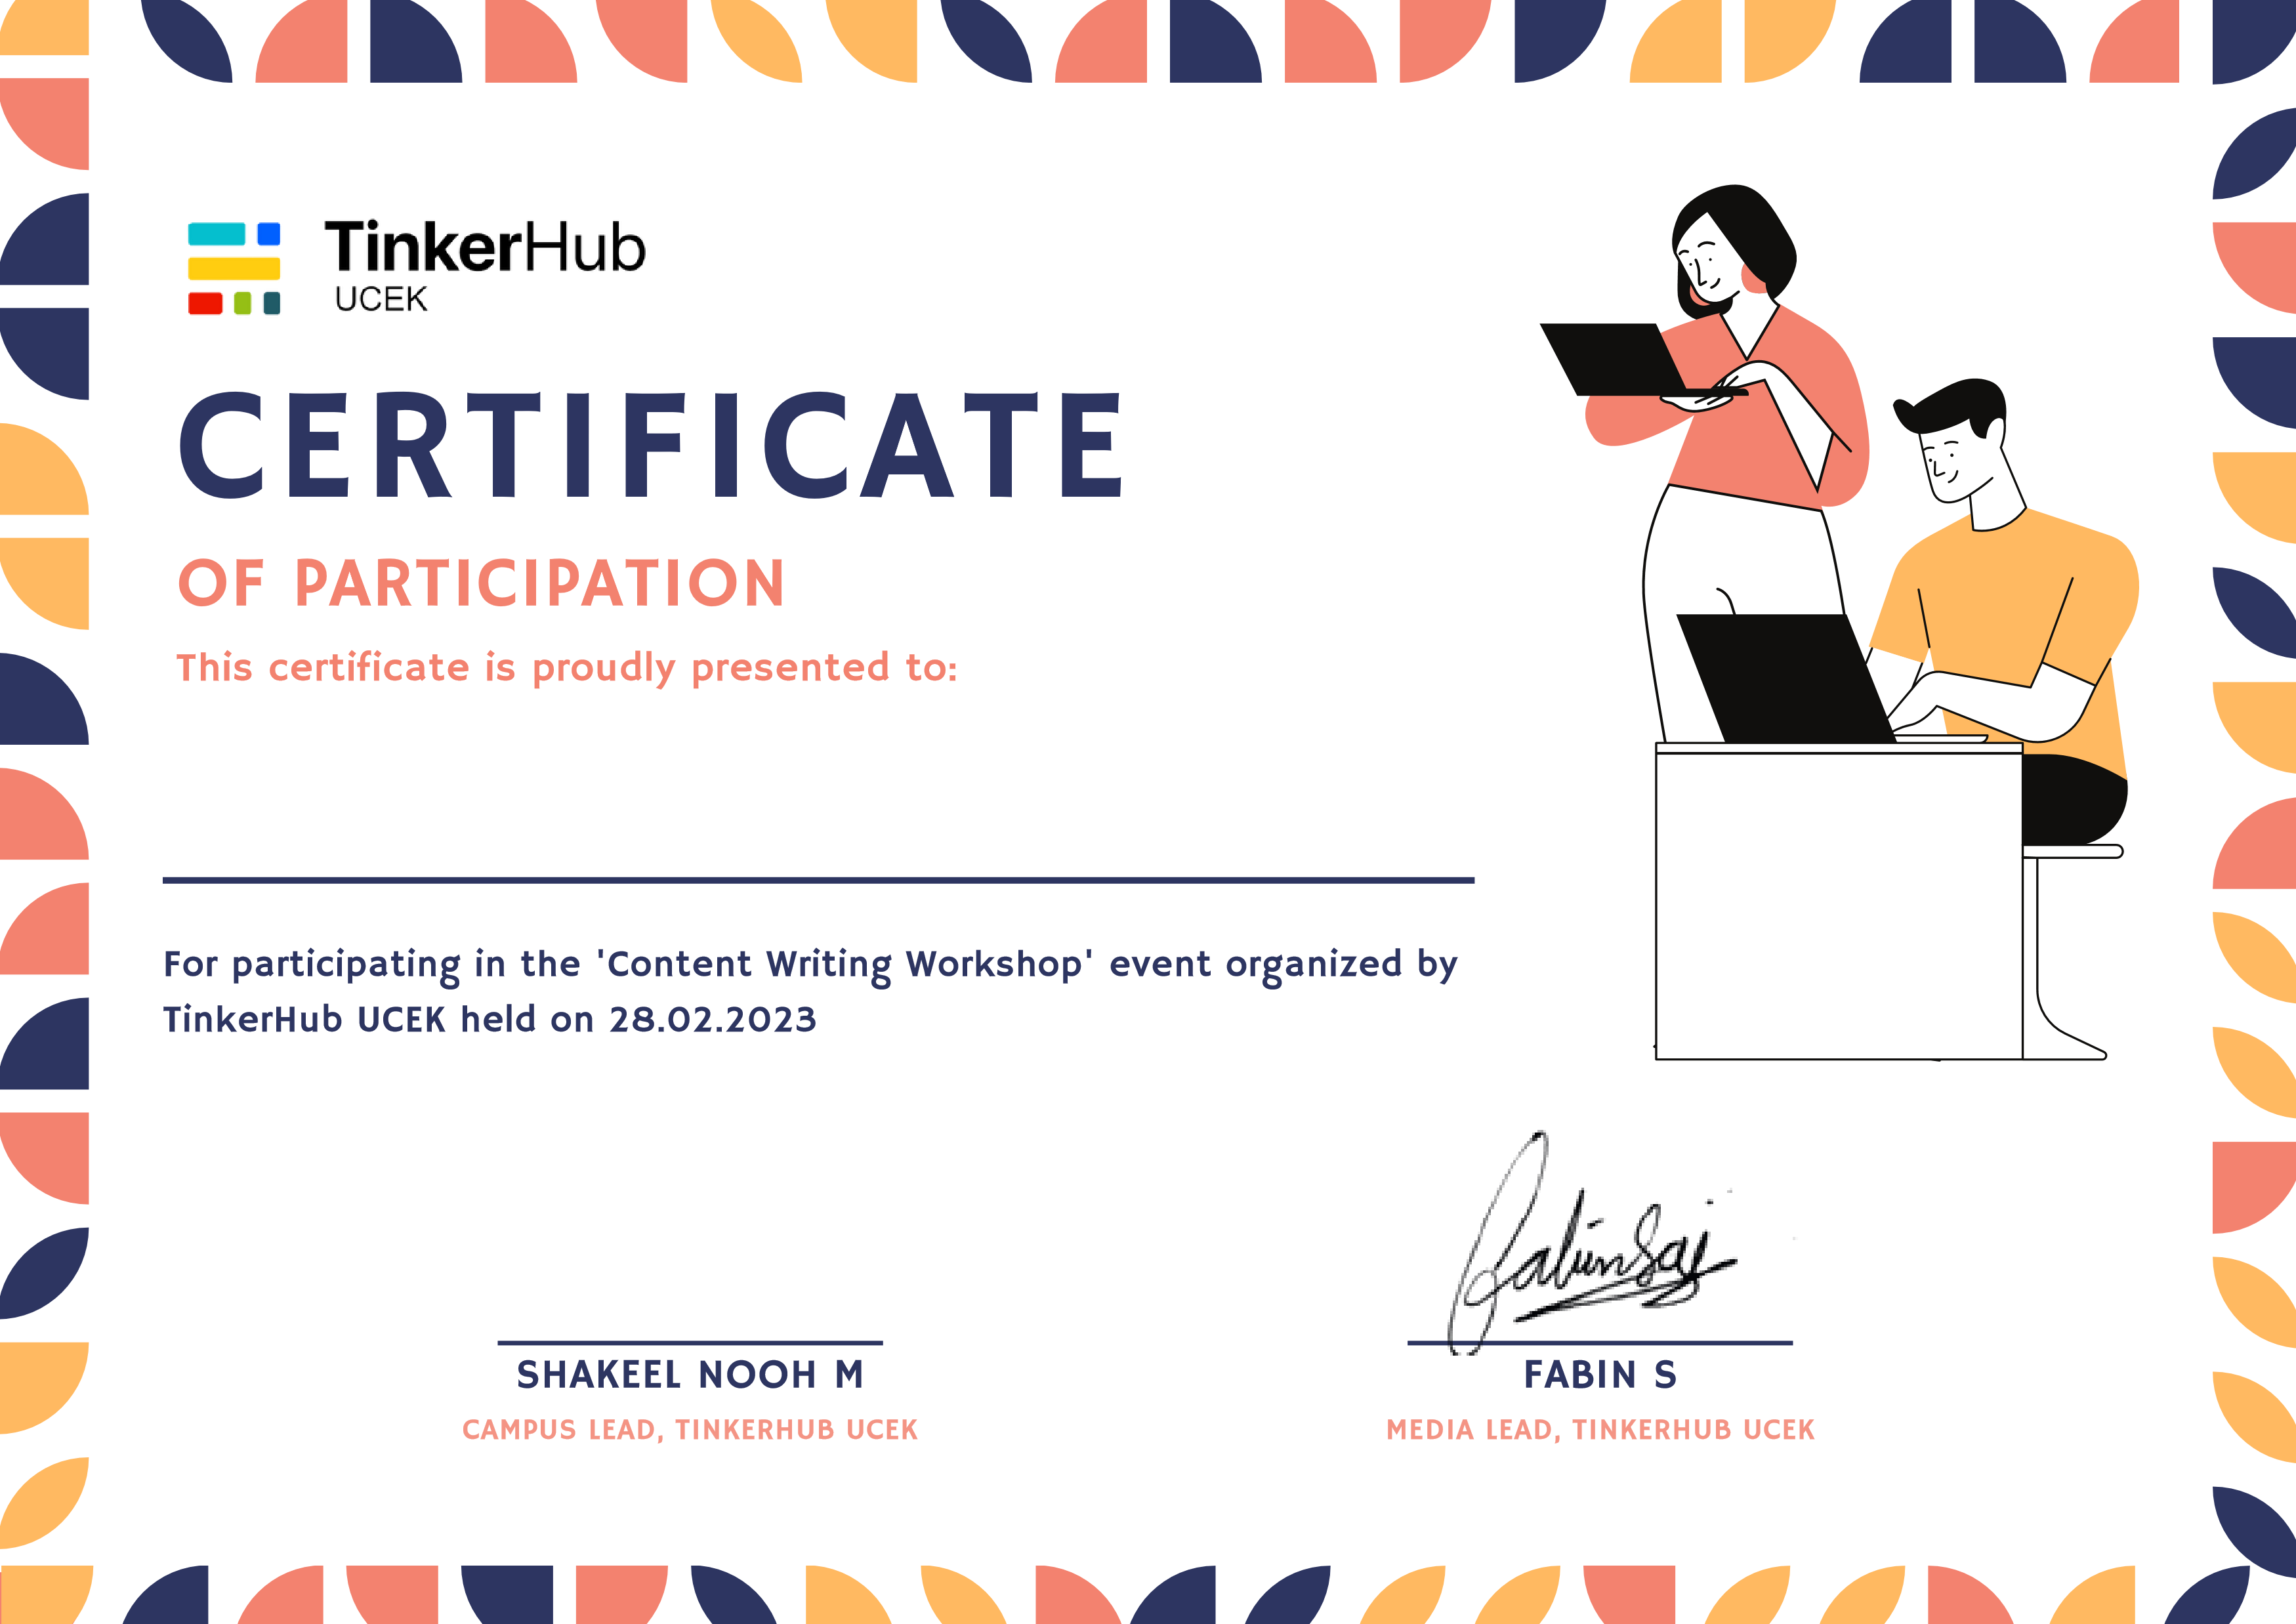 TinkerHub
UCEK
CERTIFICATE
OF PARTICIPATION
This certificate is proudly presented to:
For participating in the 'Content Writing Workshop' event organized by
TinkerHub UCEK held on 28.02.2023
Fabinsaj
SHAKEEL NOOH M
CAMPUS LEAD, TINKERHUB UCEK
FABIN S
MEDIA LEAD, TINKERHUB UCEK